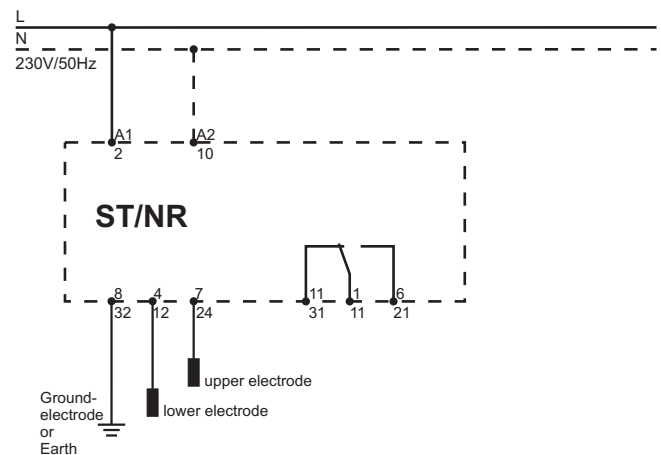 L
N
230V/50Hz
A1 A2
2 10
ST/NR
8 4 7 11 1 6
32 12 24 31 11 21
upper electrode
lower electrode
Ground-
electrode
or
Earth